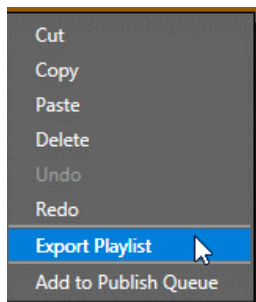 Cut
Copy
Paste
Delete
Undo
Redo
Export Playlist
Add to Publish Queue